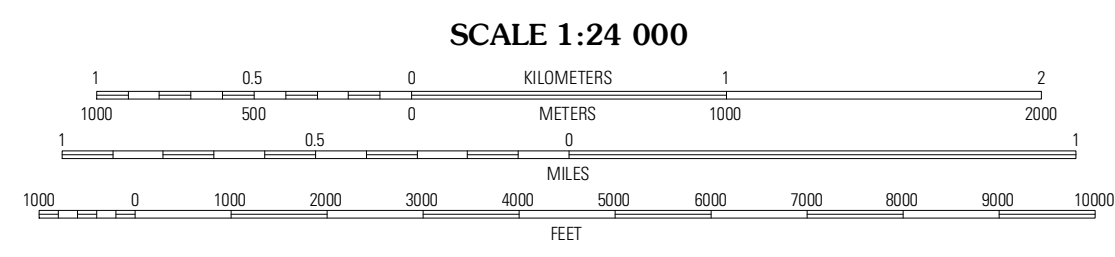 SCALE 1:24 000
1 0.5 0 KILOMETERS 1 2
1000 500 0 METERS 1000 2000
1 0.5 0 1
MILES
1000 0 1000 2000 3000 4000 5000 6000 7000 8000 9000 10000
FEET